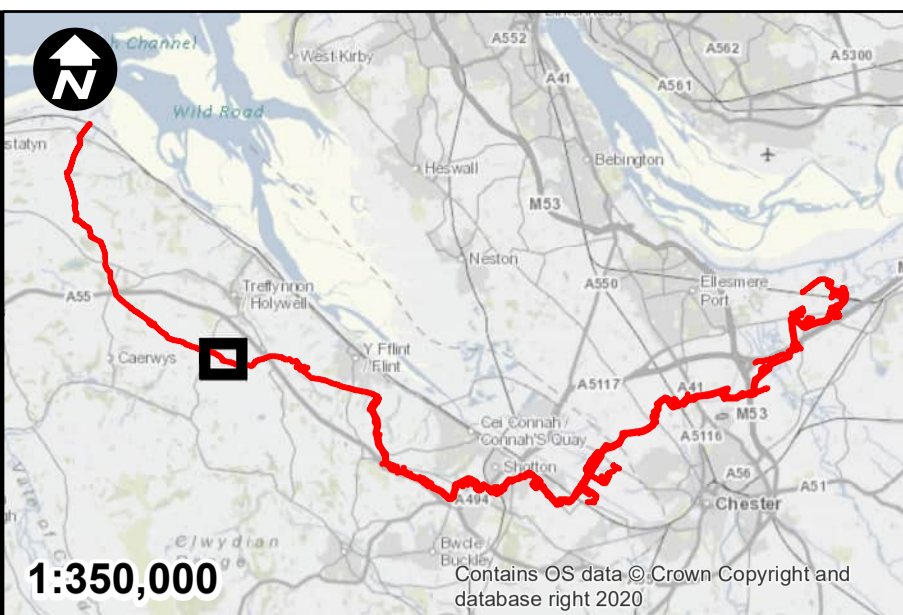 N
h Channel
West Kirby
A552
A41
A562
A5300
A561
Wild Road
statyn
Heswall
Bebington
M53
Neston
A550
Ellesmere
Port
A55
Treffynnon
/ Holywell
Caerwys
Y Fflint
/ Flint
A5117
A41
M53
Cei Connah/
Connah'S Quay
A5116
Shotton
A56
A51
A494
Chester
Clwydian
Bwcle
Buckley
1:350,000
Contains OS data © Crown Copyright and
database right 2020